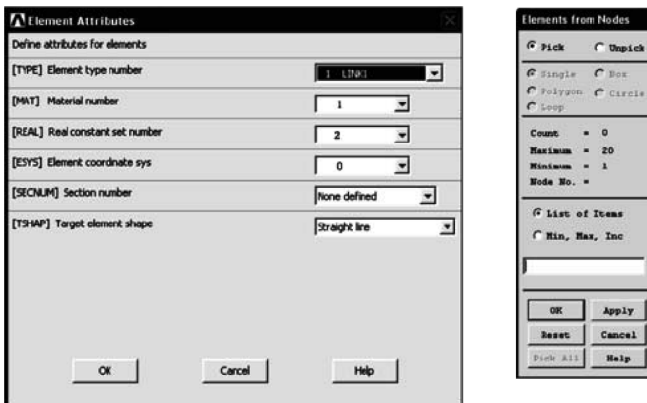 Element Attributes
Define attributes for elements
[TYPE] Element type number
1 LINK1
[MAT] Material number
1
[REAL] Real constant set number
2
[ESYS] Element coordinate sys
0
[SECNUM] Section number
None defined
[TSHAP] Target element shape
Straight line
OK Cancel Help
Elements from Nodes
Pick Unpick
Single Box
Polygon Circle
Loop
Count = 0
Maximum = 20
Minimum = 1
Node No. =
List of Items
Min, Max, Inc
OK Apply
Reset Cancel
Pick All Help